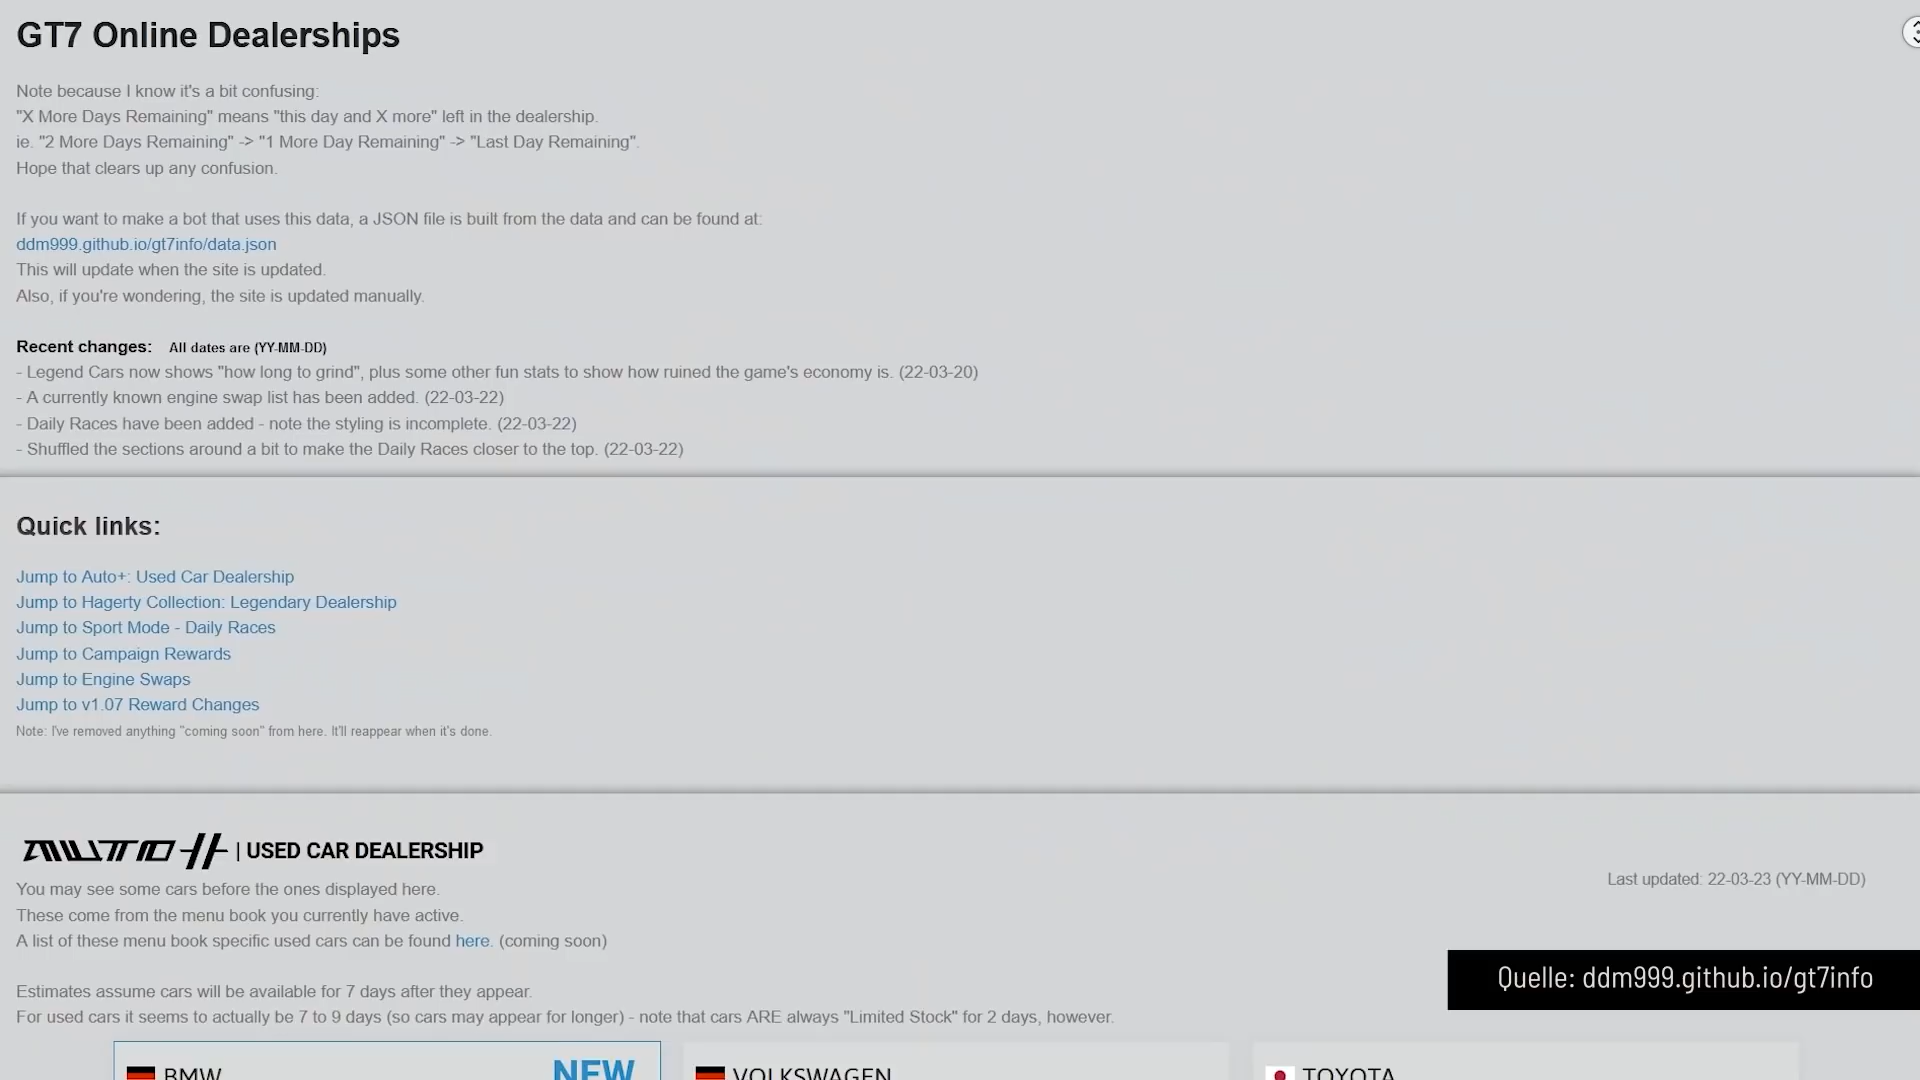 GT7 Online Dealerships
Note because I know it's a bit confusing:
"X More Days Remaining" means "this day and X more" left in the dealership.
ie. "2 More Days Remaining" -> "1 More Day Remaining" -> "Last Day Remaining".
Hope that clears up any confusion.
If you want to make a bot that uses this data, a JSON file is built from the data and can be found at:
ddm999.github.io/gt7info/data.json
This will update when the site is updated.
Also, if you're wondering, the site is updated manually.
Recent changes: All dates are (YY-MM-DD)
- Legend Cars now shows "how long to grind", plus some other fun stats to show how ruined the game's economy is. (22-03-20)
- A currently known engine swap list has been added. (22-03-22)
- Daily Races have been added - note the styling is incomplete. (22-03-22)
- Shuffled the sections around a bit to make the Daily Races closer to the top. (22-03-22)
Quick links:
Jump to Auto+: Used Car Dealership
Jump to Hagerty Collection: Legendary Dealership
Jump to Sport Mode - Daily Races
Jump to Campaign Rewards
Jump to Engine Swaps
Jump to v1.07 Reward Changes
Note: I've removed anything "coming soon" from here. It'll reappear when it's done.
AUTO+ | USED CAR DEALERSHIP
You may see some cars before the ones displayed here.
Last updated: 22-03-23 (YY-MM-DD)
These come from the menu book you currently have active.
A list of these menu book specific used cars can be found here. (coming soon)
Quelle: ddm999.github.io/gt7info
Estimates assume cars will be available for 7 days after they appear.
For used cars it seems to actually be 7 to 9 days (so cars may appear for longer) - note that cars ARE always "Limited Stock" for 2 days, however.
BMW NEW VOLKSWAGEN TOYOTA